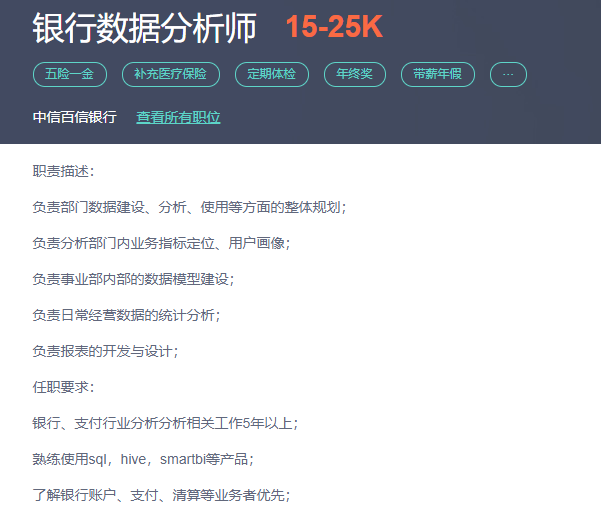 银行数据分析师 15-25K
五险一金 补充医疗保险 定期体检 年终奖 带薪年假 ···
中信百信银行 查看所有职位
职责描述：
负责部门数据建设、分析、使用等方面的整体规划；
负责分析部门内业务指标定位、用户画像；
负责事业部内部的数据模型建设；
负责日常经营数据的统计分析；
负责报表的开发与设计；
任职要求：
银行、支付行业分析分析相关工作5年以上；
熟练使用sql，hive，smartbi等产品；
了解银行账户、支付、清算等业务者优先；